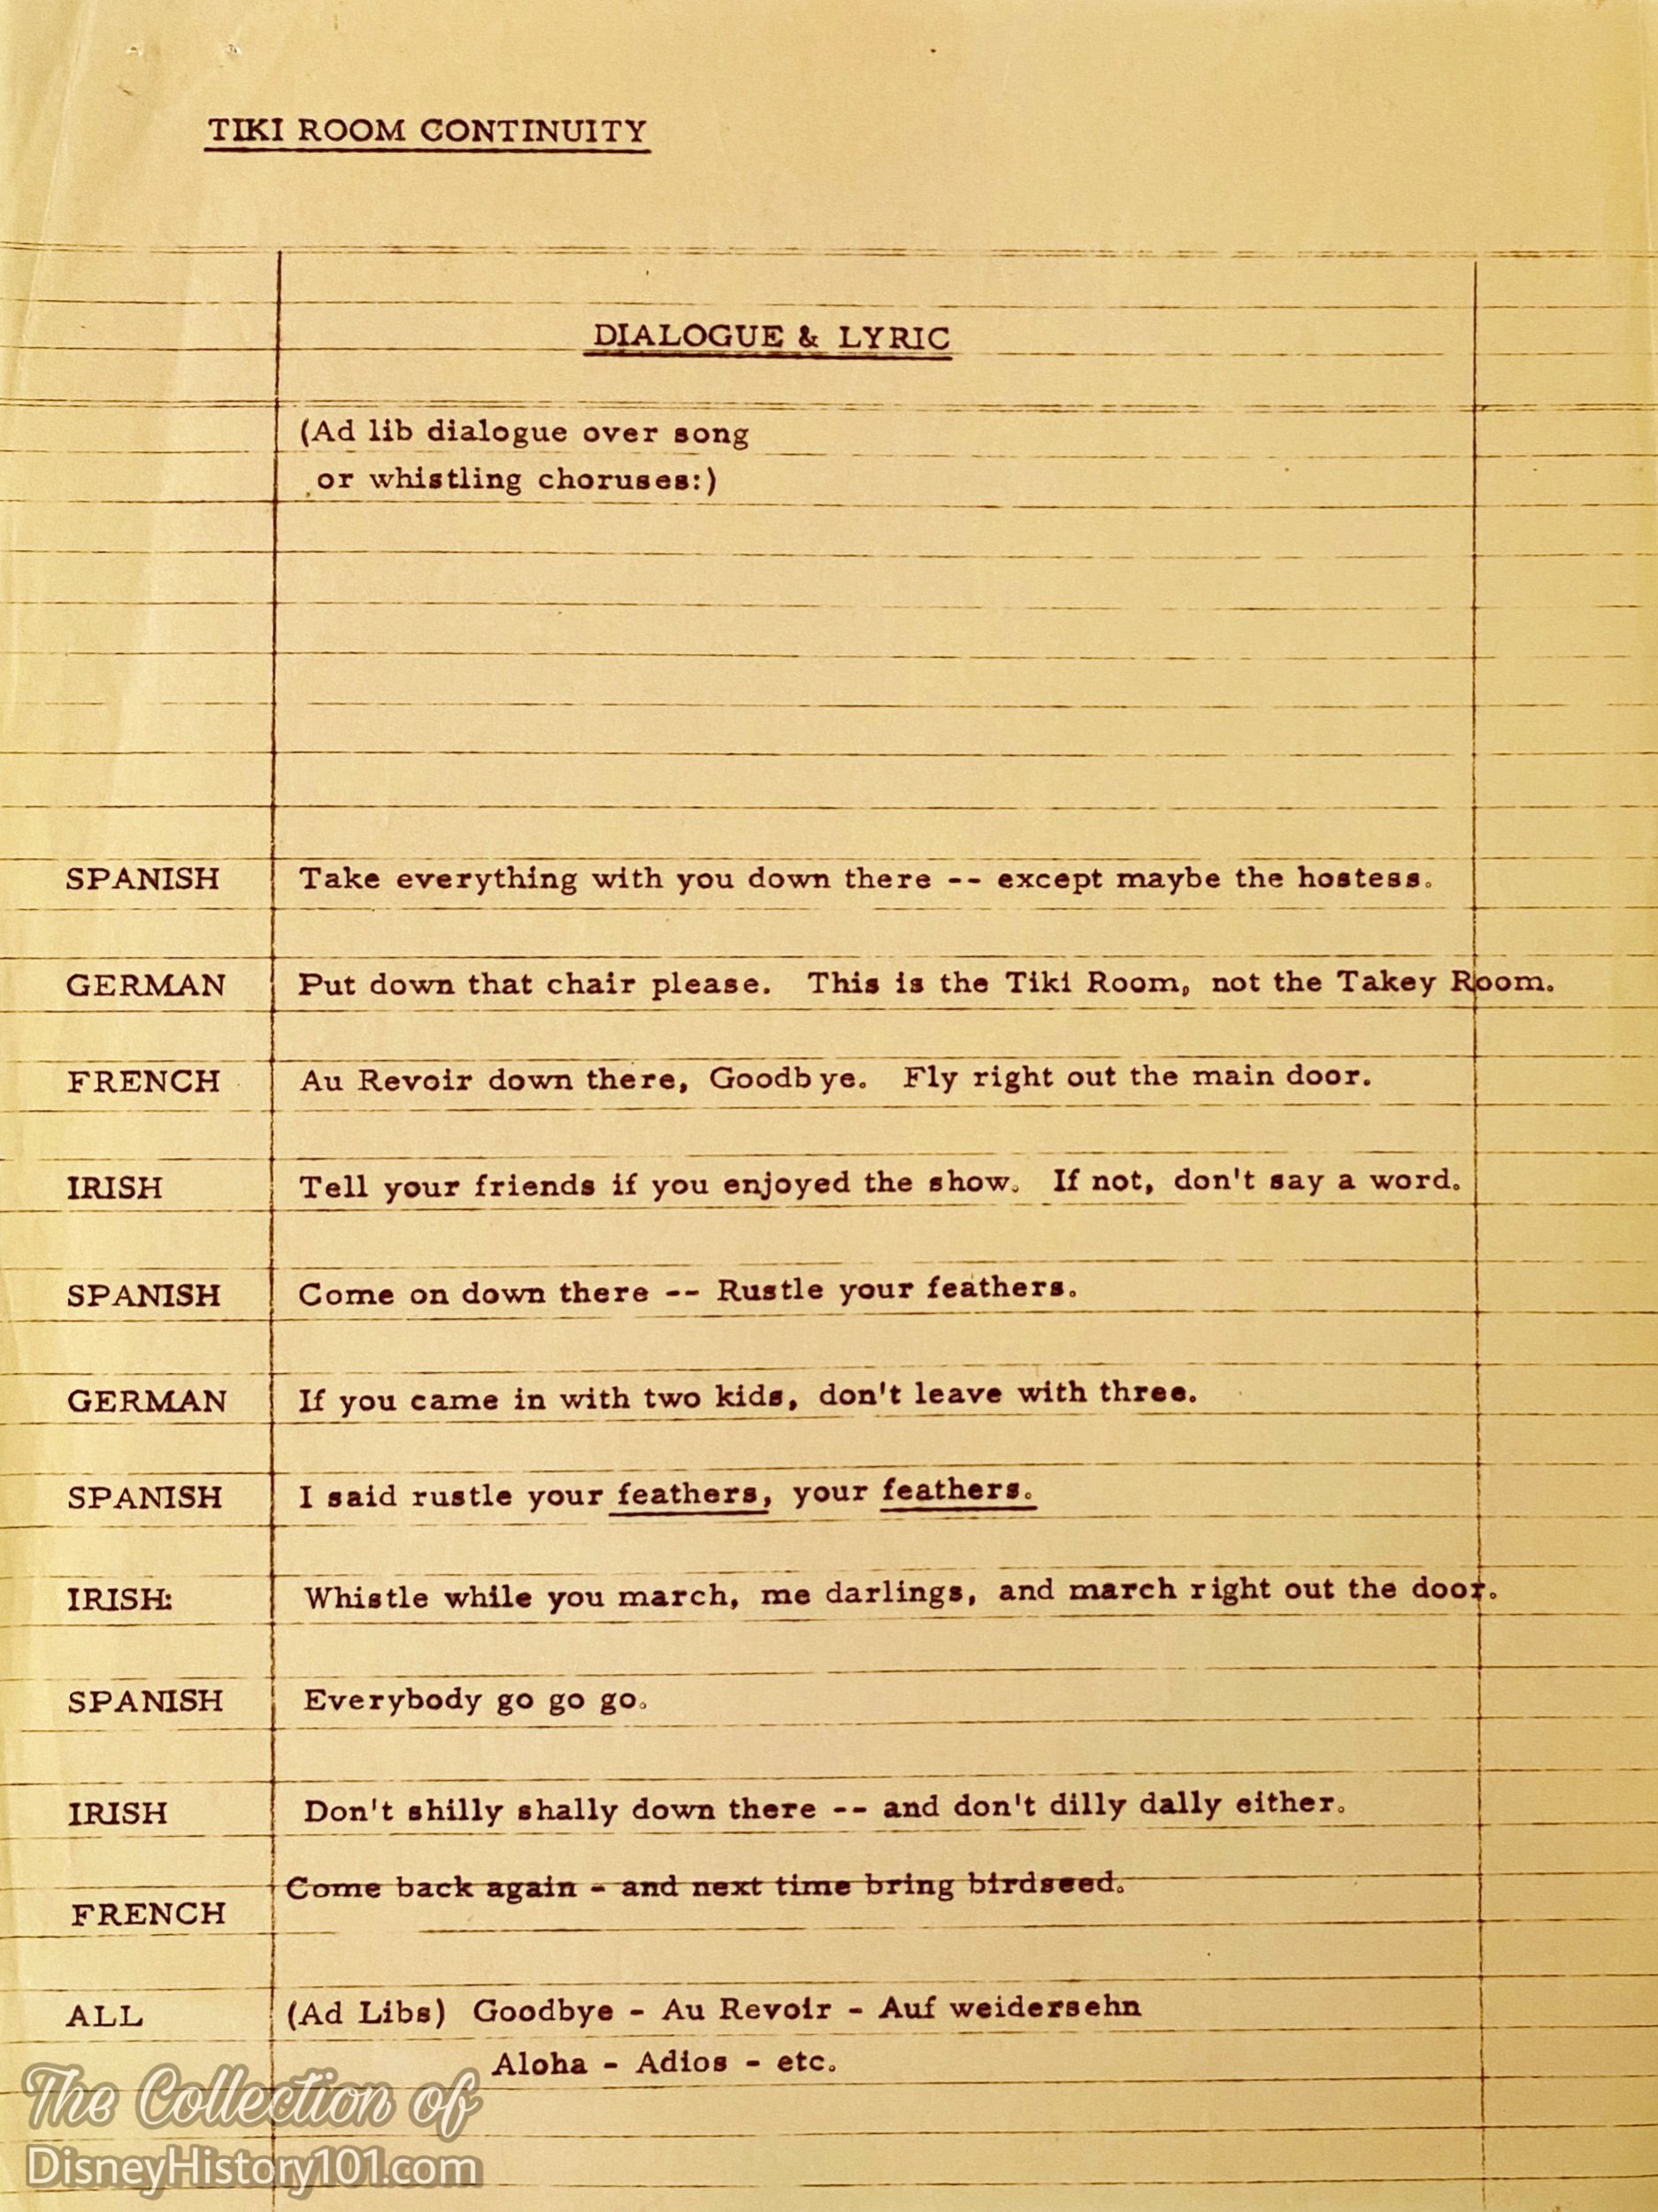 TIKI ROOM CONTINUITY
DIALOGUE & LYRIC
(Ad lib dialogue over song
or whistling choruses:)
SPANISH Take everything with you down there -- except maybe the hostess.
GERMAN Put down that chair please. This is the Tiki Room, not the Takey Room.
FRENCH Au Revoir down there, Goodbye. Fly right out the main door.
IRISH Tell your friends if you enjoyed the show. If not, don't say a word.
SPANISH Come on down there -- Rustle your feathers.
GERMAN If you came in with two kids, don't leave with three.
SPANISH I said rustle your feathers, your feathers.
IRISH: Whistle while you march, me darlings, and march right out the door.
SPANISH Everybody go go go.
IRISH Don't shilly shally down there -- and don't dilly dally either.
FRENCH Come back again - and next time bring birdseed.
ALL (Ad Libs) Goodbye - Au Revoir - Auf weidersehn
Aloha - Adios - etc.
The Collection of
DisneyHistory101.com